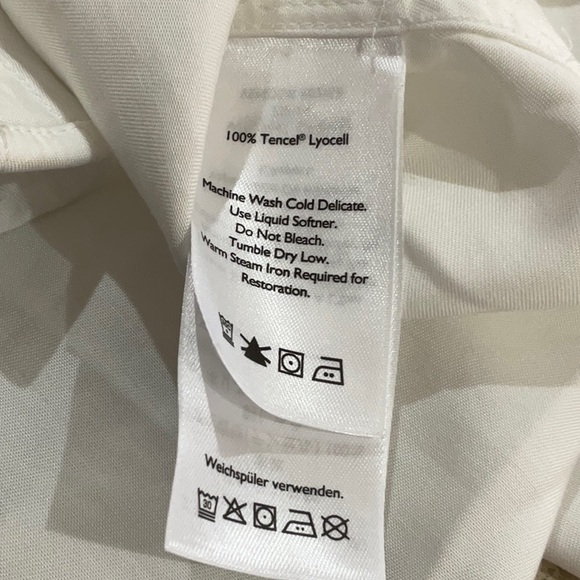 100% Tencel® Lyocell
Machine Wash Cold Delicate.
Use Liquid Softner.
Do Not Bleach.
Tumble Dry Low.
Warm Steam Iron Required for
Restoration.
Weichspüler verwenden.
30